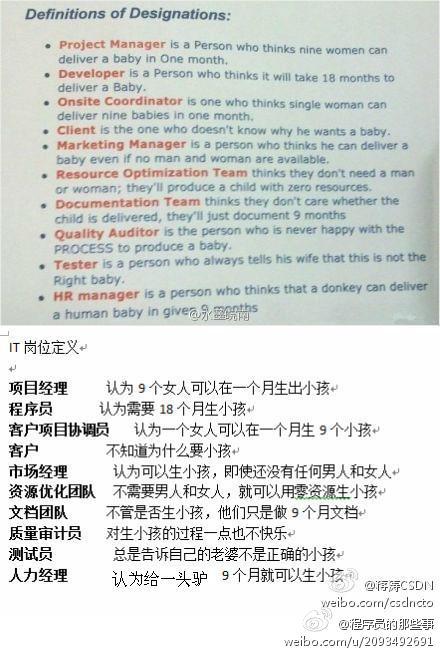 Definitions of Designations:
• Project Manager is a Person who thinks nine women can
deliver a baby in One month.
• Developer is a Person who thinks it will take 18 months to
deliver a Baby.
• Onsite Coordinator is one who thinks single woman can
deliver nine babies in one month.
• Client is the one who doesn't know why he wants a baby.
• Marketing Manager is a person who thinks he can deliver a
baby even if no man and woman are available.
• Resource Optimization Team thinks they don't need a man
or woman; they'll produce a child with zero resources.
• Documentation Team thinks they don't care whether the
child is delivered, they'll just document 9 months
• Quality Auditor is the person who is never happy with the
PROCESS to produce a baby.
• Tester is a person who always tells his wife that this is not the
Right baby.
• HR manager is a person who thinks that a donkey can deliver
a human baby in given 9 months
IT 岗位定义
项目经理 认为 9 个女人可以在一个月生出小孩
程序员 认为需要 18 个月生小孩
客户项目协调员 认为一个女人可以在一个月生 9 个小孩
客户 不知道为什么要小孩
市场经理 认为可以生小孩，即使还没有任何男人和女人
资源优化团队 不需要男人和女人，就可以用零资源生小孩
文档团队 不管是否生小孩，他们只是做 9 个月文档
质量审计员 对生小孩的过程一点也不快乐
测试员 总是告诉自己的老婆不是正确的小孩
人力经理 认为给一头驴 9 个月就可以生小孩
@蒋涛CSDN
weibo.com/csdncto
@程序员的那些事
weibo.com/u/2093492691